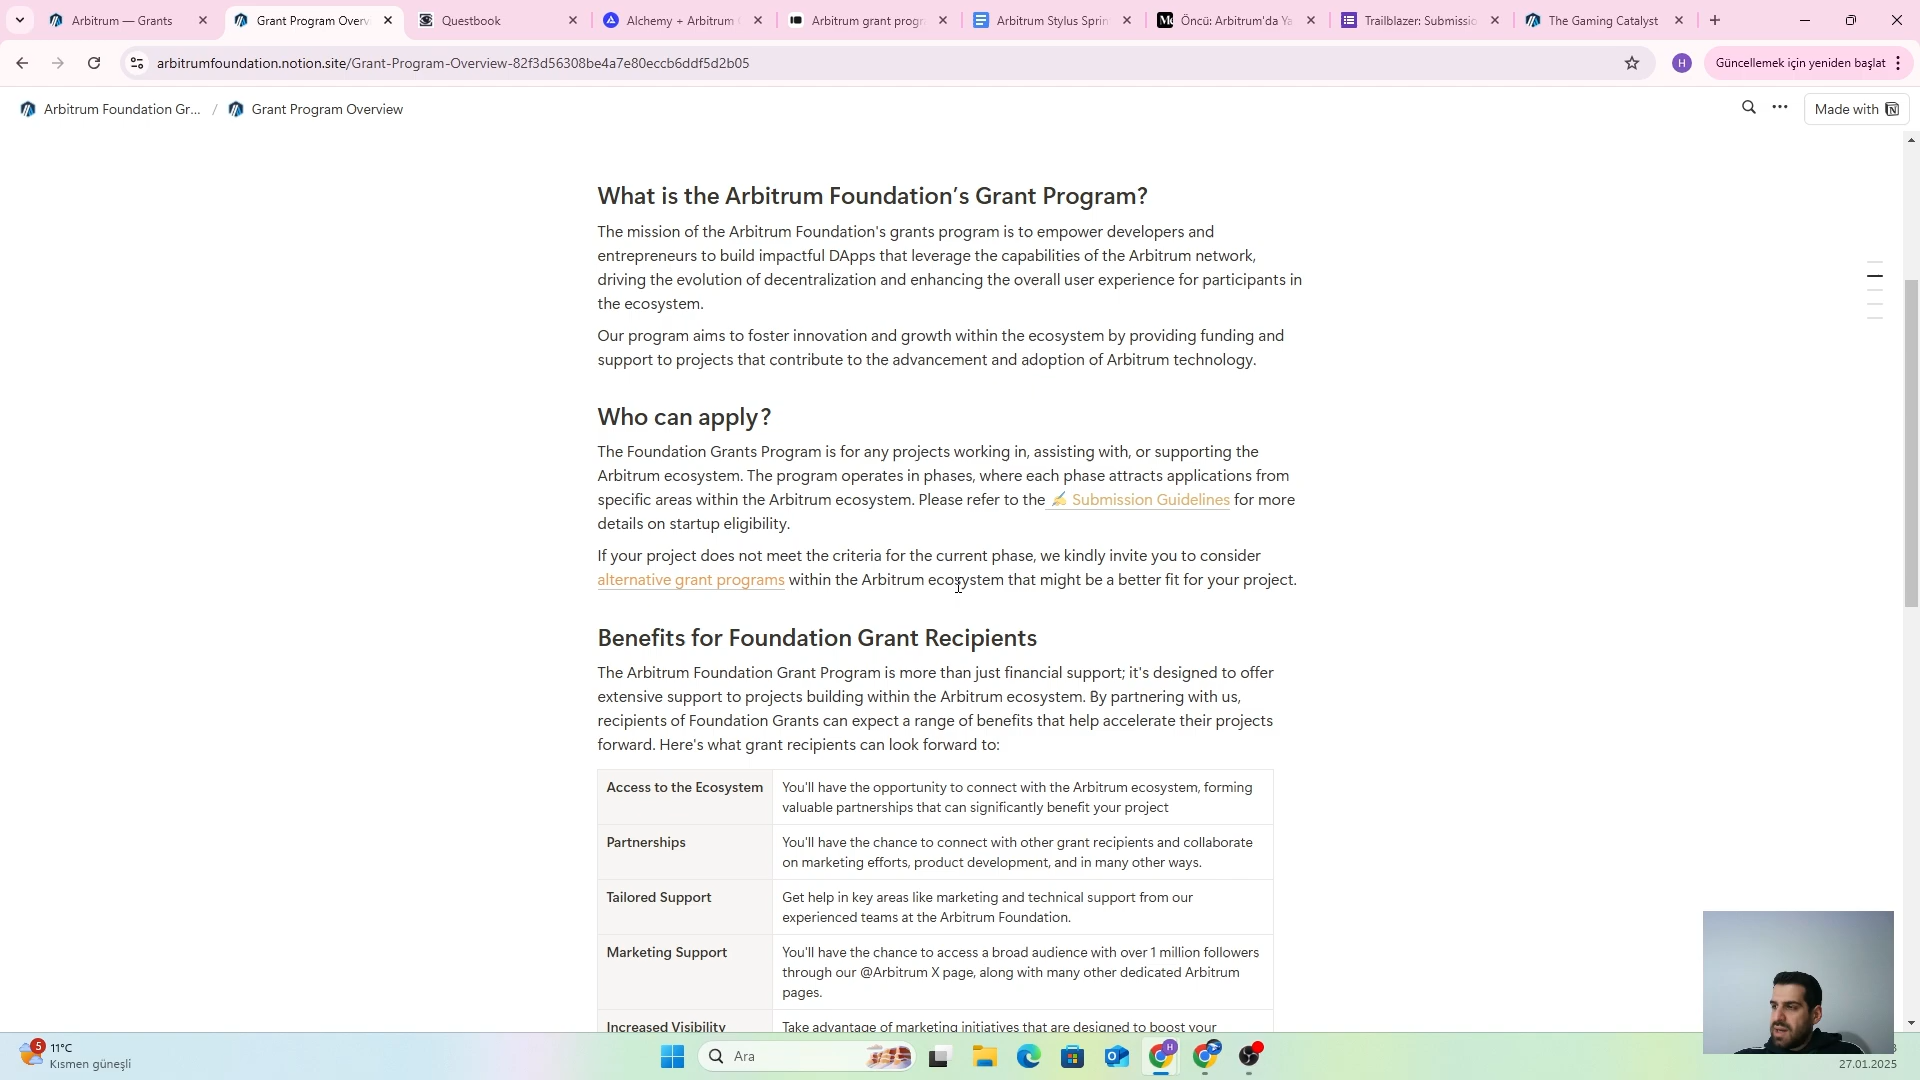 Arbitrum — Grants
Grant Program Overv
Questbook
Alchemy + Arbitrum
Arbitrum grant progr
Arbitrum Stylus Sprin
Öncü: Arbitrum'da Ya
Trailblazer: Submissio
The Gaming Catalyst
arbitrumfoundation.notion.site/Grant-Program-Overview-82f3d56308be4a7e80eccb6ddf5d2b05
H
Güncellemek için yeniden başlat
Arbitrum Foundation Gr... / Grant Program Overview
Made with
What is the Arbitrum Foundation's Grant Program?
The mission of the Arbitrum Foundation's grants program is to empower developers and
entrepreneurs to build impactful DApps that leverage the capabilities of the Arbitrum network,
driving the evolution of decentralization and enhancing the overall user experience for participants in
the ecosystem.
Our program aims to foster innovation and growth within the ecosystem by providing funding and
support to projects that contribute to the advancement and adoption of Arbitrum technology.
Who can apply?
The Foundation Grants Program is for any projects working in, assisting with, or supporting the
Arbitrum ecosystem. The program operates in phases, where each phase attracts applications from
specific areas within the Arbitrum ecosystem. Please refer to the ✍️ Submission Guidelines for more
details on startup eligibility.
If your project does not meet the criteria for the current phase, we kindly invite you to consider
alternative grant programs within the Arbitrum ecosystem that might be a better fit for your project.
Benefits for Foundation Grant Recipients
The Arbitrum Foundation Grant Program is more than just financial support; it's designed to offer
extensive support to projects building within the Arbitrum ecosystem. By partnering with us,
recipients of Foundation Grants can expect a range of benefits that help accelerate their projects
forward. Here's what grant recipients can look forward to:
Access to the Ecosystem
You'll have the opportunity to connect with the Arbitrum ecosystem, forming
valuable partnerships that can significantly benefit your project
Partnerships
You'll have the chance to connect with other grant recipients and collaborate
on marketing efforts, product development, and in many other ways.
Tailored Support
Get help in key areas like marketing and technical support from our
experienced teams at the Arbitrum Foundation.
Marketing Support
You'll have the chance to access a broad audience with over 1 million followers
through our @Arbitrum X page, along with many other dedicated Arbitrum
pages.
Increased Visibility
Take advantage of marketing initiatives that are designed to boost your
5
11°C
Kısmen güneşli
Ara
27.01.2025